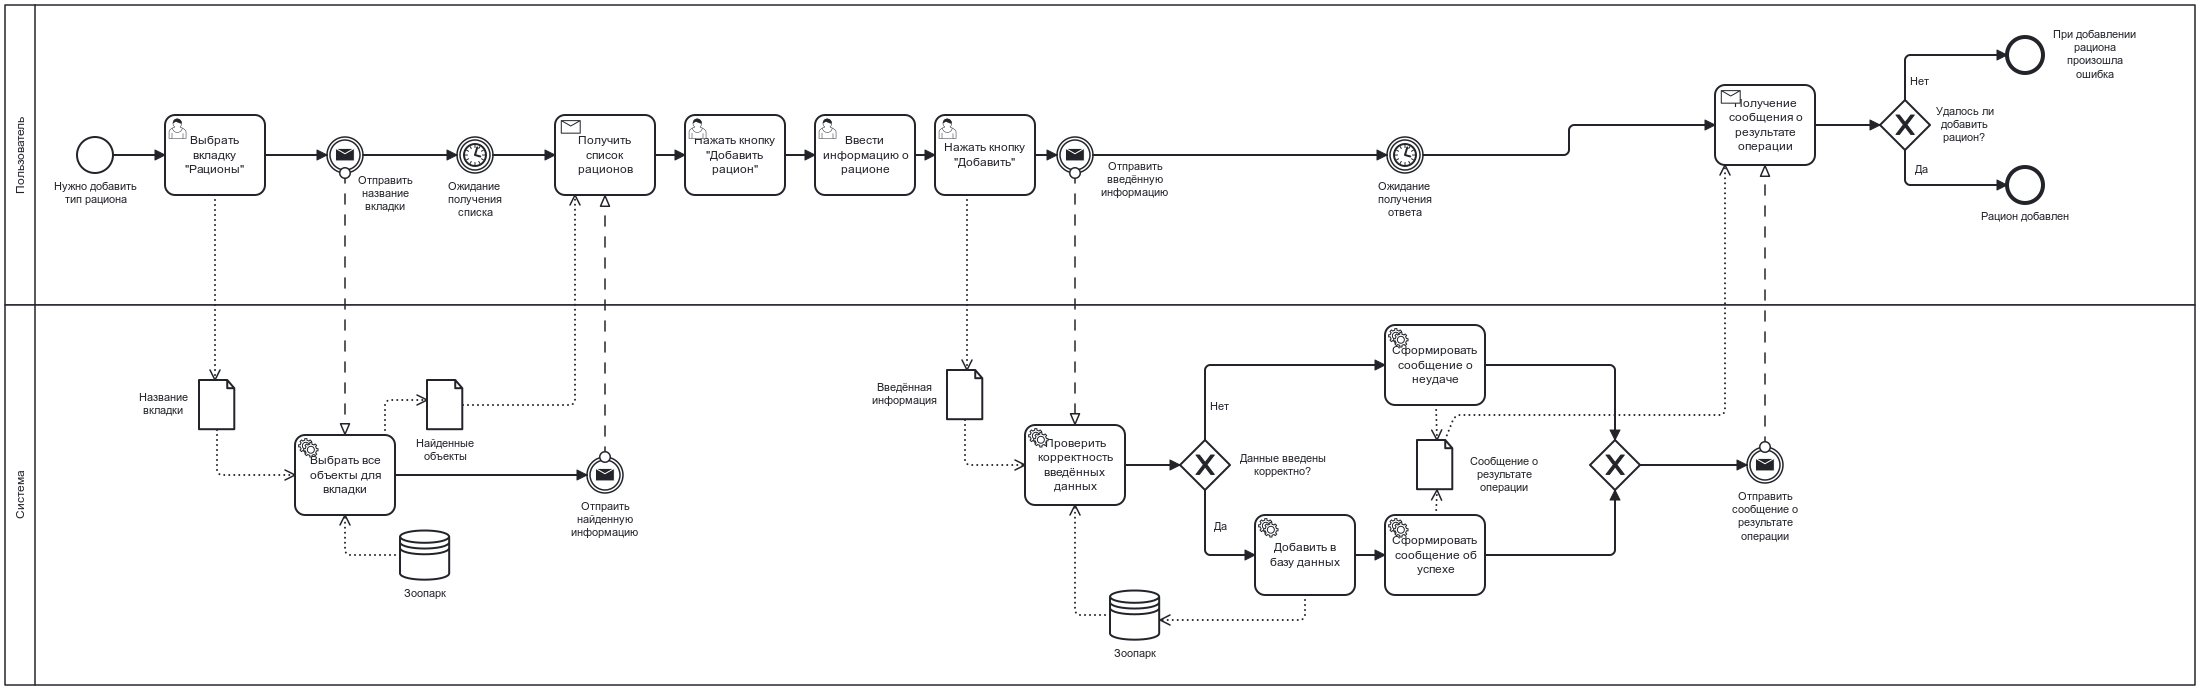 Пользователь
Нужно добавить
тип рациона
Выбрать
вкладку
"Рационы"
Отправить
название
вкладки
Ожидание
получения
списка
Получить
список
рационов
Нажать кнопку
"Добавить
рацион"
Ввести
информацию о
рационе
Нажать кнопку
"Добавить"
Отправить
введённую
информацию
Ожидание
получения
ответа
Получение
сообщения о
результате
операции
Удалось ли
добавить
рацион?
Нет
При добавлении
рациона
произошла
ошибка
Да
Рацион добавлен
Система
Название
вкладки
Выбрать все
объекты для
вкладки
Найденные
объекты
Зоопарк
Отпраить
найденную
информацию
Введённая
информация
Проверить
корректность
введённых
данных
Зоопарк
Данные введены
корректно?
Нет
Сформировать
сообщение о
неудаче
Да
Добавить в
базу данных
Сформировать
сообщение об
успехе
Сообщение о
результате
операции
Отправить
сообщение о
результате
операции